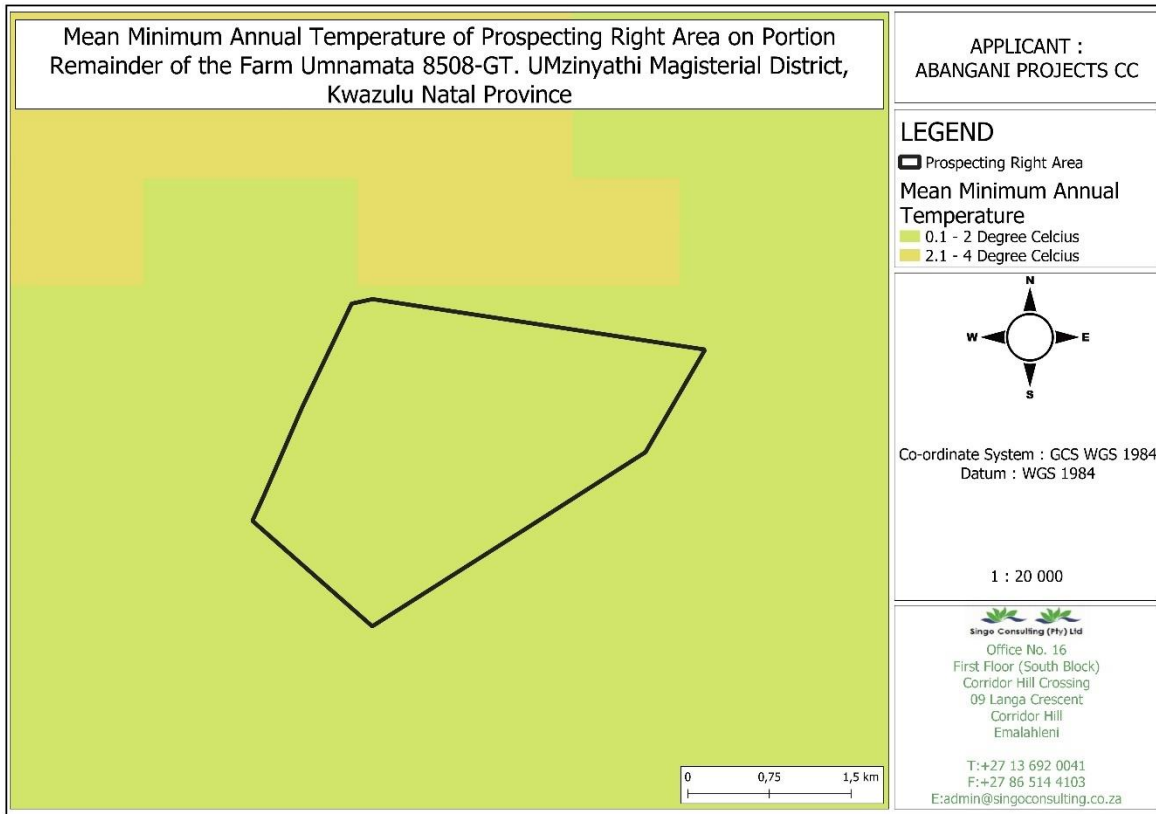 Mean Minimum Annual Temperature of Prospecting Right Area on Portion
Remainder of the Farm Umnamata 8508-GT. UMzinyathi Magisterial District,
Kwazulu Natal Province
APPLICANT :
ABANGANI PROJECTS CC
LEGEND
Prospecting Right Area
Mean Minimum Annual
Temperature
0.1 - 2 Degree Celcius
2.1 - 4 Degree Celcius
N
W
E
S
Co-ordinate System : GCS WGS 1984
Datum : WGS 1984
1 : 20 000
Singo Consulting (Pty) Ltd
Office No. 16
First Floor (South Block)
Corridor Hill Crossing
09 Langa Crescent
Corridor Hill
Emalahleni
T:+27 13 692 0041
F:+27 86 514 4103
E:admin@singoconsulting.co.za
0 0,75 1,5 km